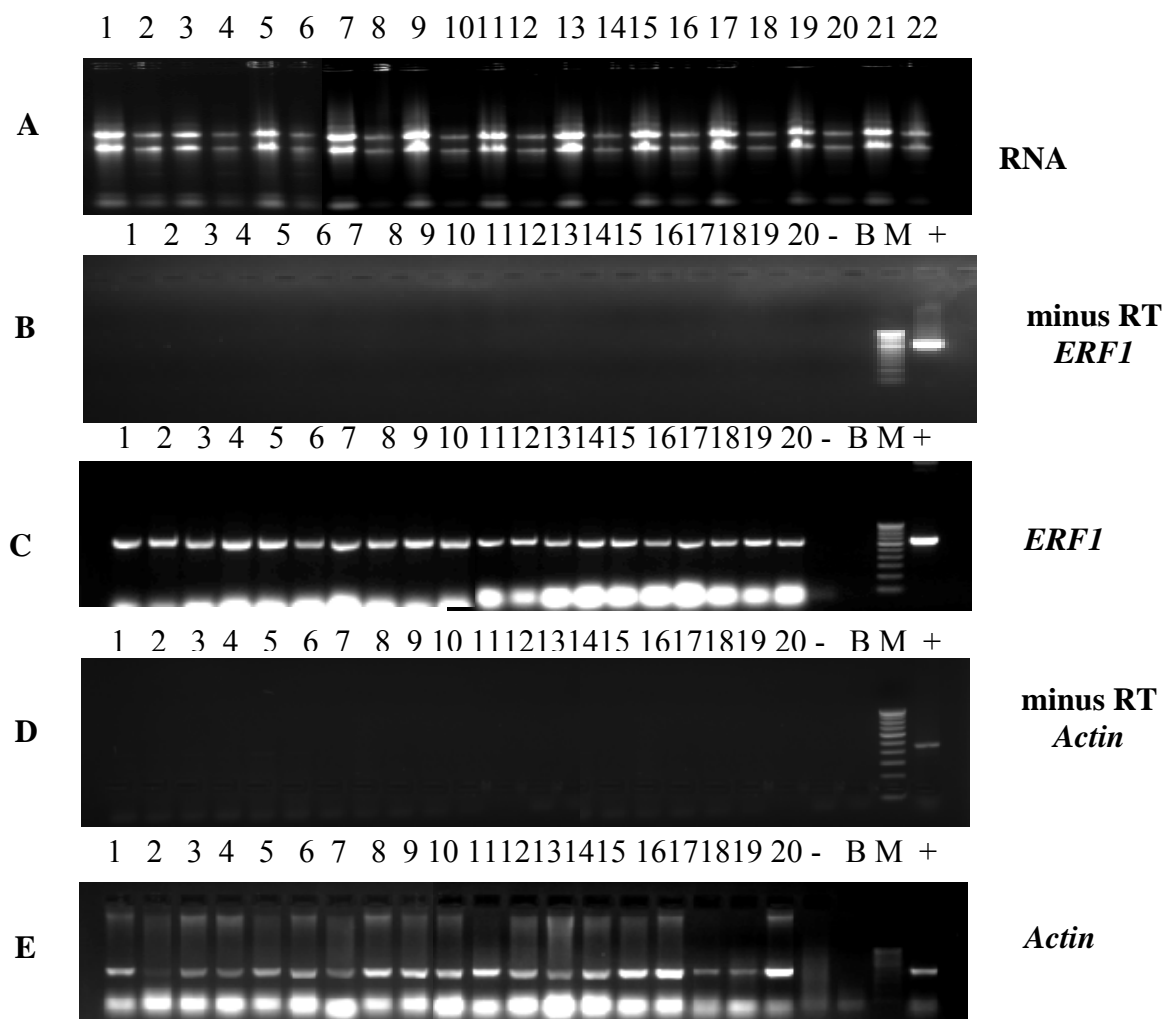 1 2 3 4 5 6 7 8 9 10 11 12 13 14 15 16 17 18 19 20 21 22
A
RNA
1 2 3 4 5 6 7 8 9 10 11 12 13 14 15 16 17 18 19 20 - B M +
B
minus RT
ERF1
1 2 3 4 5 6 7 8 9 10 11 12 13 14 15 16 17 18 19 20 - B M +
C
ERF1
1 2 3 4 5 6 7 8 9 10 11 12 13 14 15 16 17 18 19 20 - B M +
D
minus RT
Actin
1 2 3 4 5 6 7 8 9 10 11 12 13 14 15 16 17 18 19 20 - B M +
E
Actin